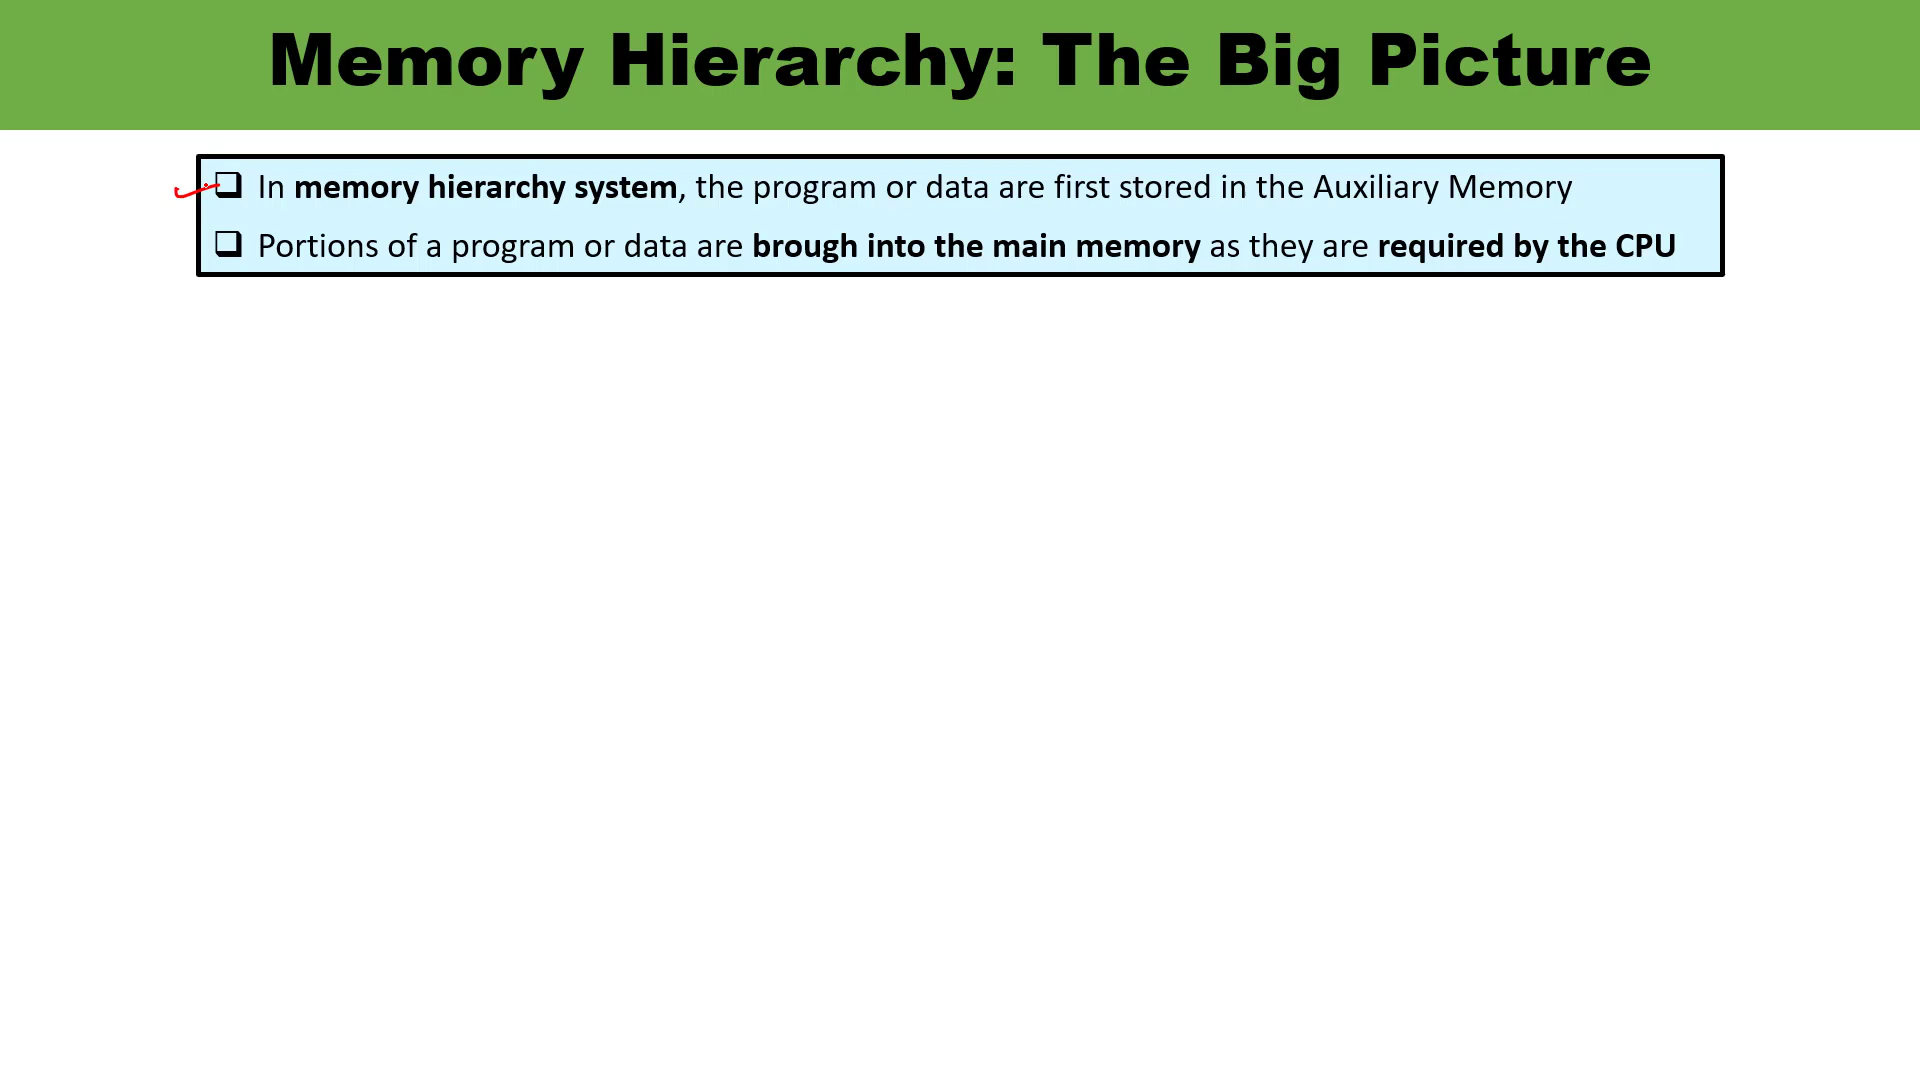 Memory Hierarchy: The Big Picture
❑ In memory hierarchy system, the program or data are first stored in the Auxiliary Memory
❑ Portions of a program or data are brough into the main memory as they are required by the CPU